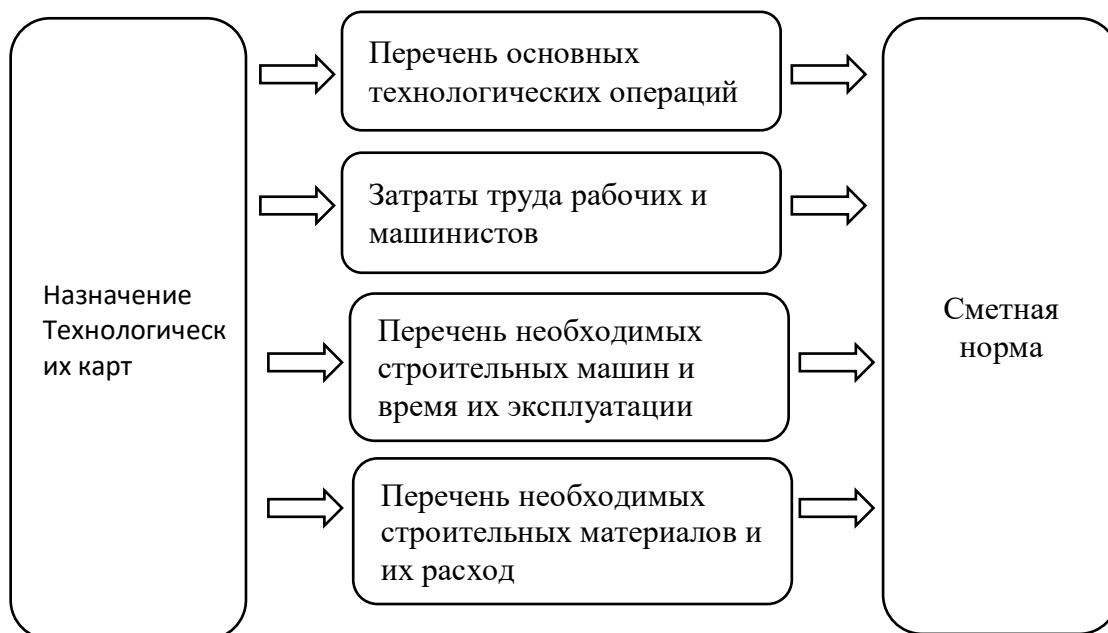 Назначение
Технологическ
их карт
Перечень основных
технологических операций
Затраты труда рабочих и
машинистов
Перечень необходимых
строительных машин и
время их эксплуатации
Перечень необходимых
строительных материалов и
их расход
Сметная
норма